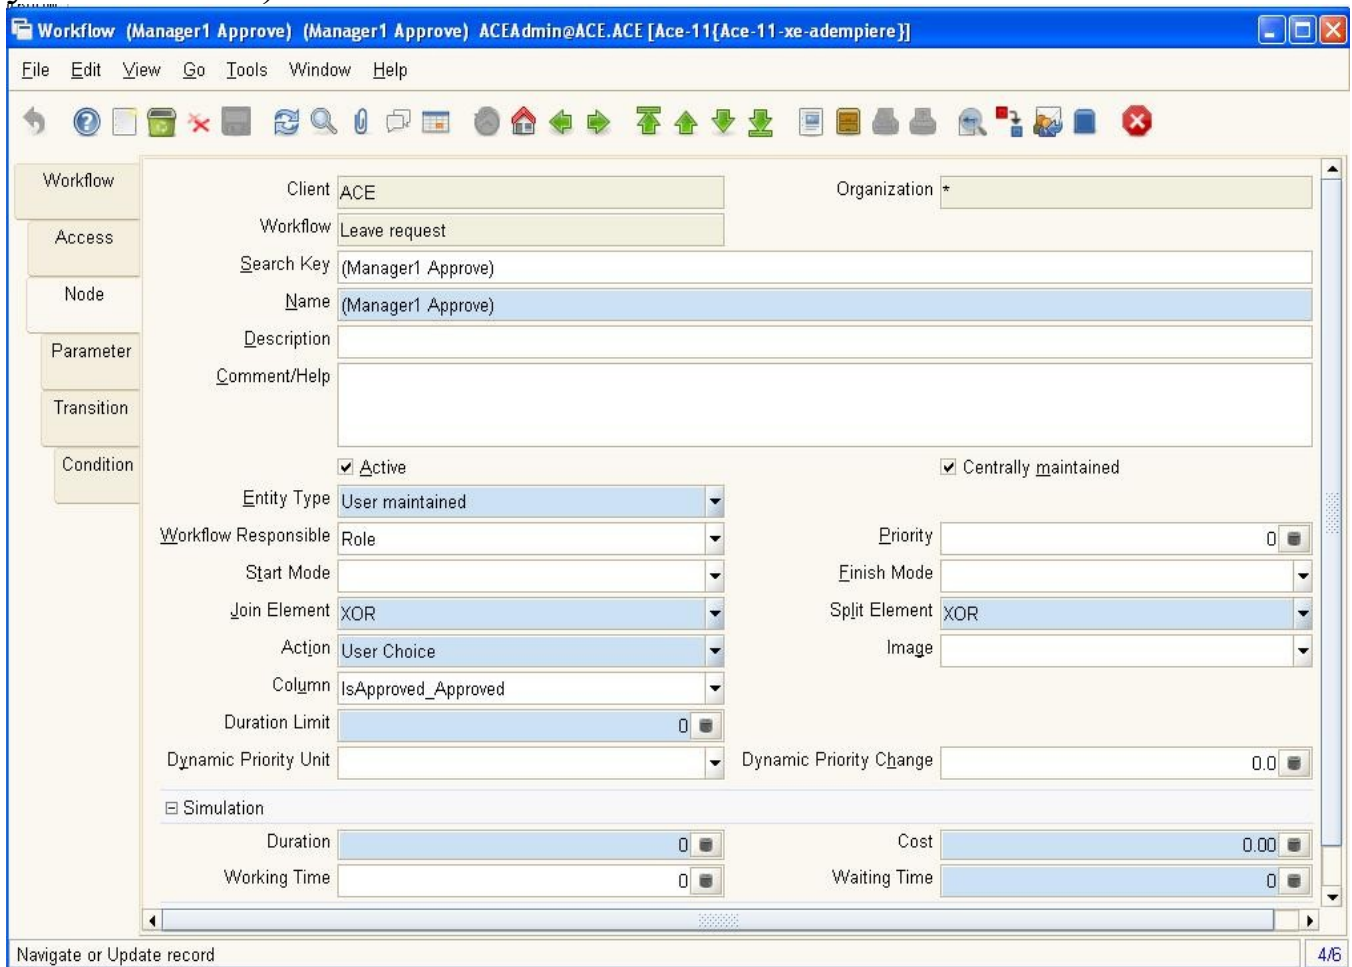 Workflow (Manager1 Approve) (Manager1 Approve) ACEAdmin@ACE.ACE [Ace-11{Ace-11-xe-adempiere}]
File Edit View Go Tools Window Help
Workflow
Access
Node
Parameter
Transition
Condition
Client ACE Organization *
Workflow Leave request
Search Key (Manager1 Approve)
Name (Manager1 Approve)
Description
Comment/Help
Active Centrally maintained
Entity Type User maintained
Workflow Responsible Role Priority 0
Start Mode Finish Mode
Join Element XOR Split Element XOR
Action User Choice Image
Column IsApproved_Approved
Duration Limit 0
Dynamic Priority Unit Dynamic Priority Change 0.0
Simulation
Duration 0 Cost 0.00
Working Time 0 Waiting Time 0
Navigate or Update record 4/6